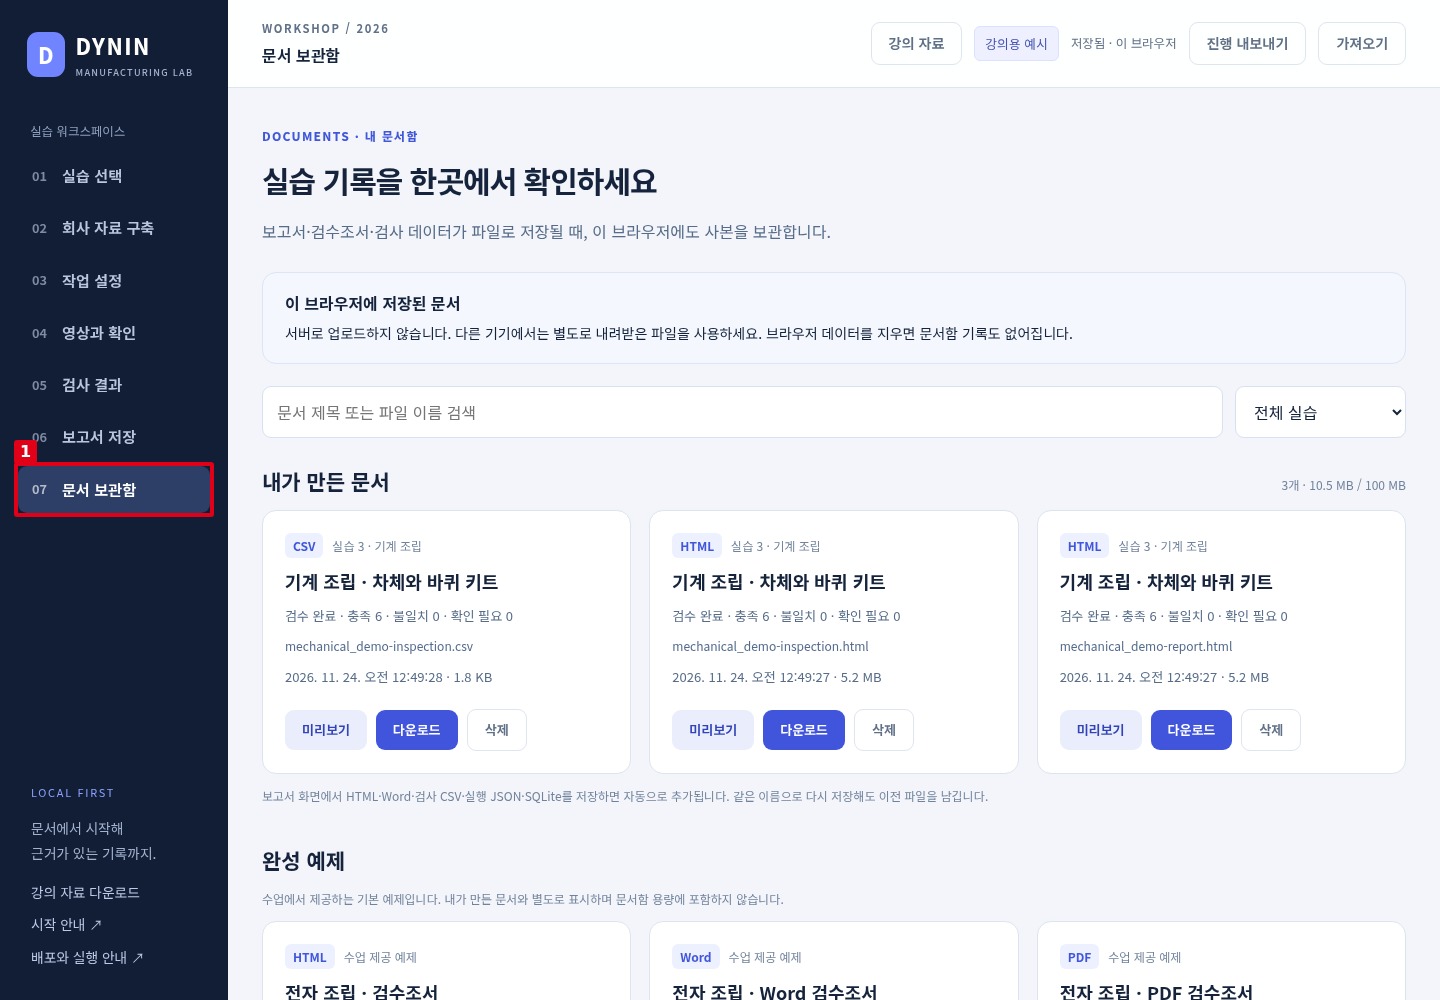 D DYNIN
MANUFACTURING LAB
실습 워크스페이스
01 실습 선택
02 회사 자료 구축
03 작업 설정
04 영상과 확인
05 검사 결과
06 보고서 저장
1
07 문서 보관함
LOCAL FIRST
문서에서 시작해
근거가 있는 기록까지.
강의 자료 다운로드
시작 안내 ↗
배포와 실행 안내 ↗
WORKSHOP / 2026
문서 보관함
강의 자료
강의용 예시
저장됨 · 이 브라우저
진행 내보내기
가져오기
DOCUMENTS · 내 문서함
실습 기록을 한곳에서 확인하세요
보고서·검수조서·검사 데이터가 파일로 저장될 때, 이 브라우저에도 사본을 보관합니다.
이 브라우저에 저장된 문서
서버로 업로드하지 않습니다. 다른 기기에서는 별도로 내려받은 파일을 사용하세요. 브라우저 데이터를 지우면 문서함 기록도 없어집니다.
문서 제목 또는 파일 이름 검색
전체 실습
내가 만든 문서
3개 · 10.5 MB / 100 MB
CSV 실습 3 · 기계 조립
기계 조립 · 차체와 바퀴 키트
검수 완료 · 충족 6 · 불일치 0 · 확인 필요 0
mechanical_demo-inspection.csv
2026. 11. 24. 오전 12:49:28 · 1.8 KB
미리보기 다운로드 삭제
HTML 실습 3 · 기계 조립
기계 조립 · 차체와 바퀴 키트
검수 완료 · 충족 6 · 불일치 0 · 확인 필요 0
mechanical_demo-inspection.html
2026. 11. 24. 오전 12:49:27 · 5.2 MB
미리보기 다운로드 삭제
HTML 실습 3 · 기계 조립
기계 조립 · 차체와 바퀴 키트
검수 완료 · 충족 6 · 불일치 0 · 확인 필요 0
mechanical_demo-report.html
2026. 11. 24. 오전 12:49:27 · 5.2 MB
미리보기 다운로드 삭제
보고서 화면에서 HTML·Word·검사 CSV·실행 JSON·SQLite를 저장하면 자동으로 추가됩니다. 같은 이름으로 다시 저장해도 이전 파일을 남깁니다.
완성 예제
수업에서 제공하는 기본 예제입니다. 내가 만든 문서와 별도로 표시하며 문서함 용량에 포함하지 않습니다.
HTML 수업 제공 예제
전자 조립 · 검수조서
Word 수업 제공 예제
전자 조립 · Word 검수조서
PDF 수업 제공 예제
전자 조립 · PDF 검수조서